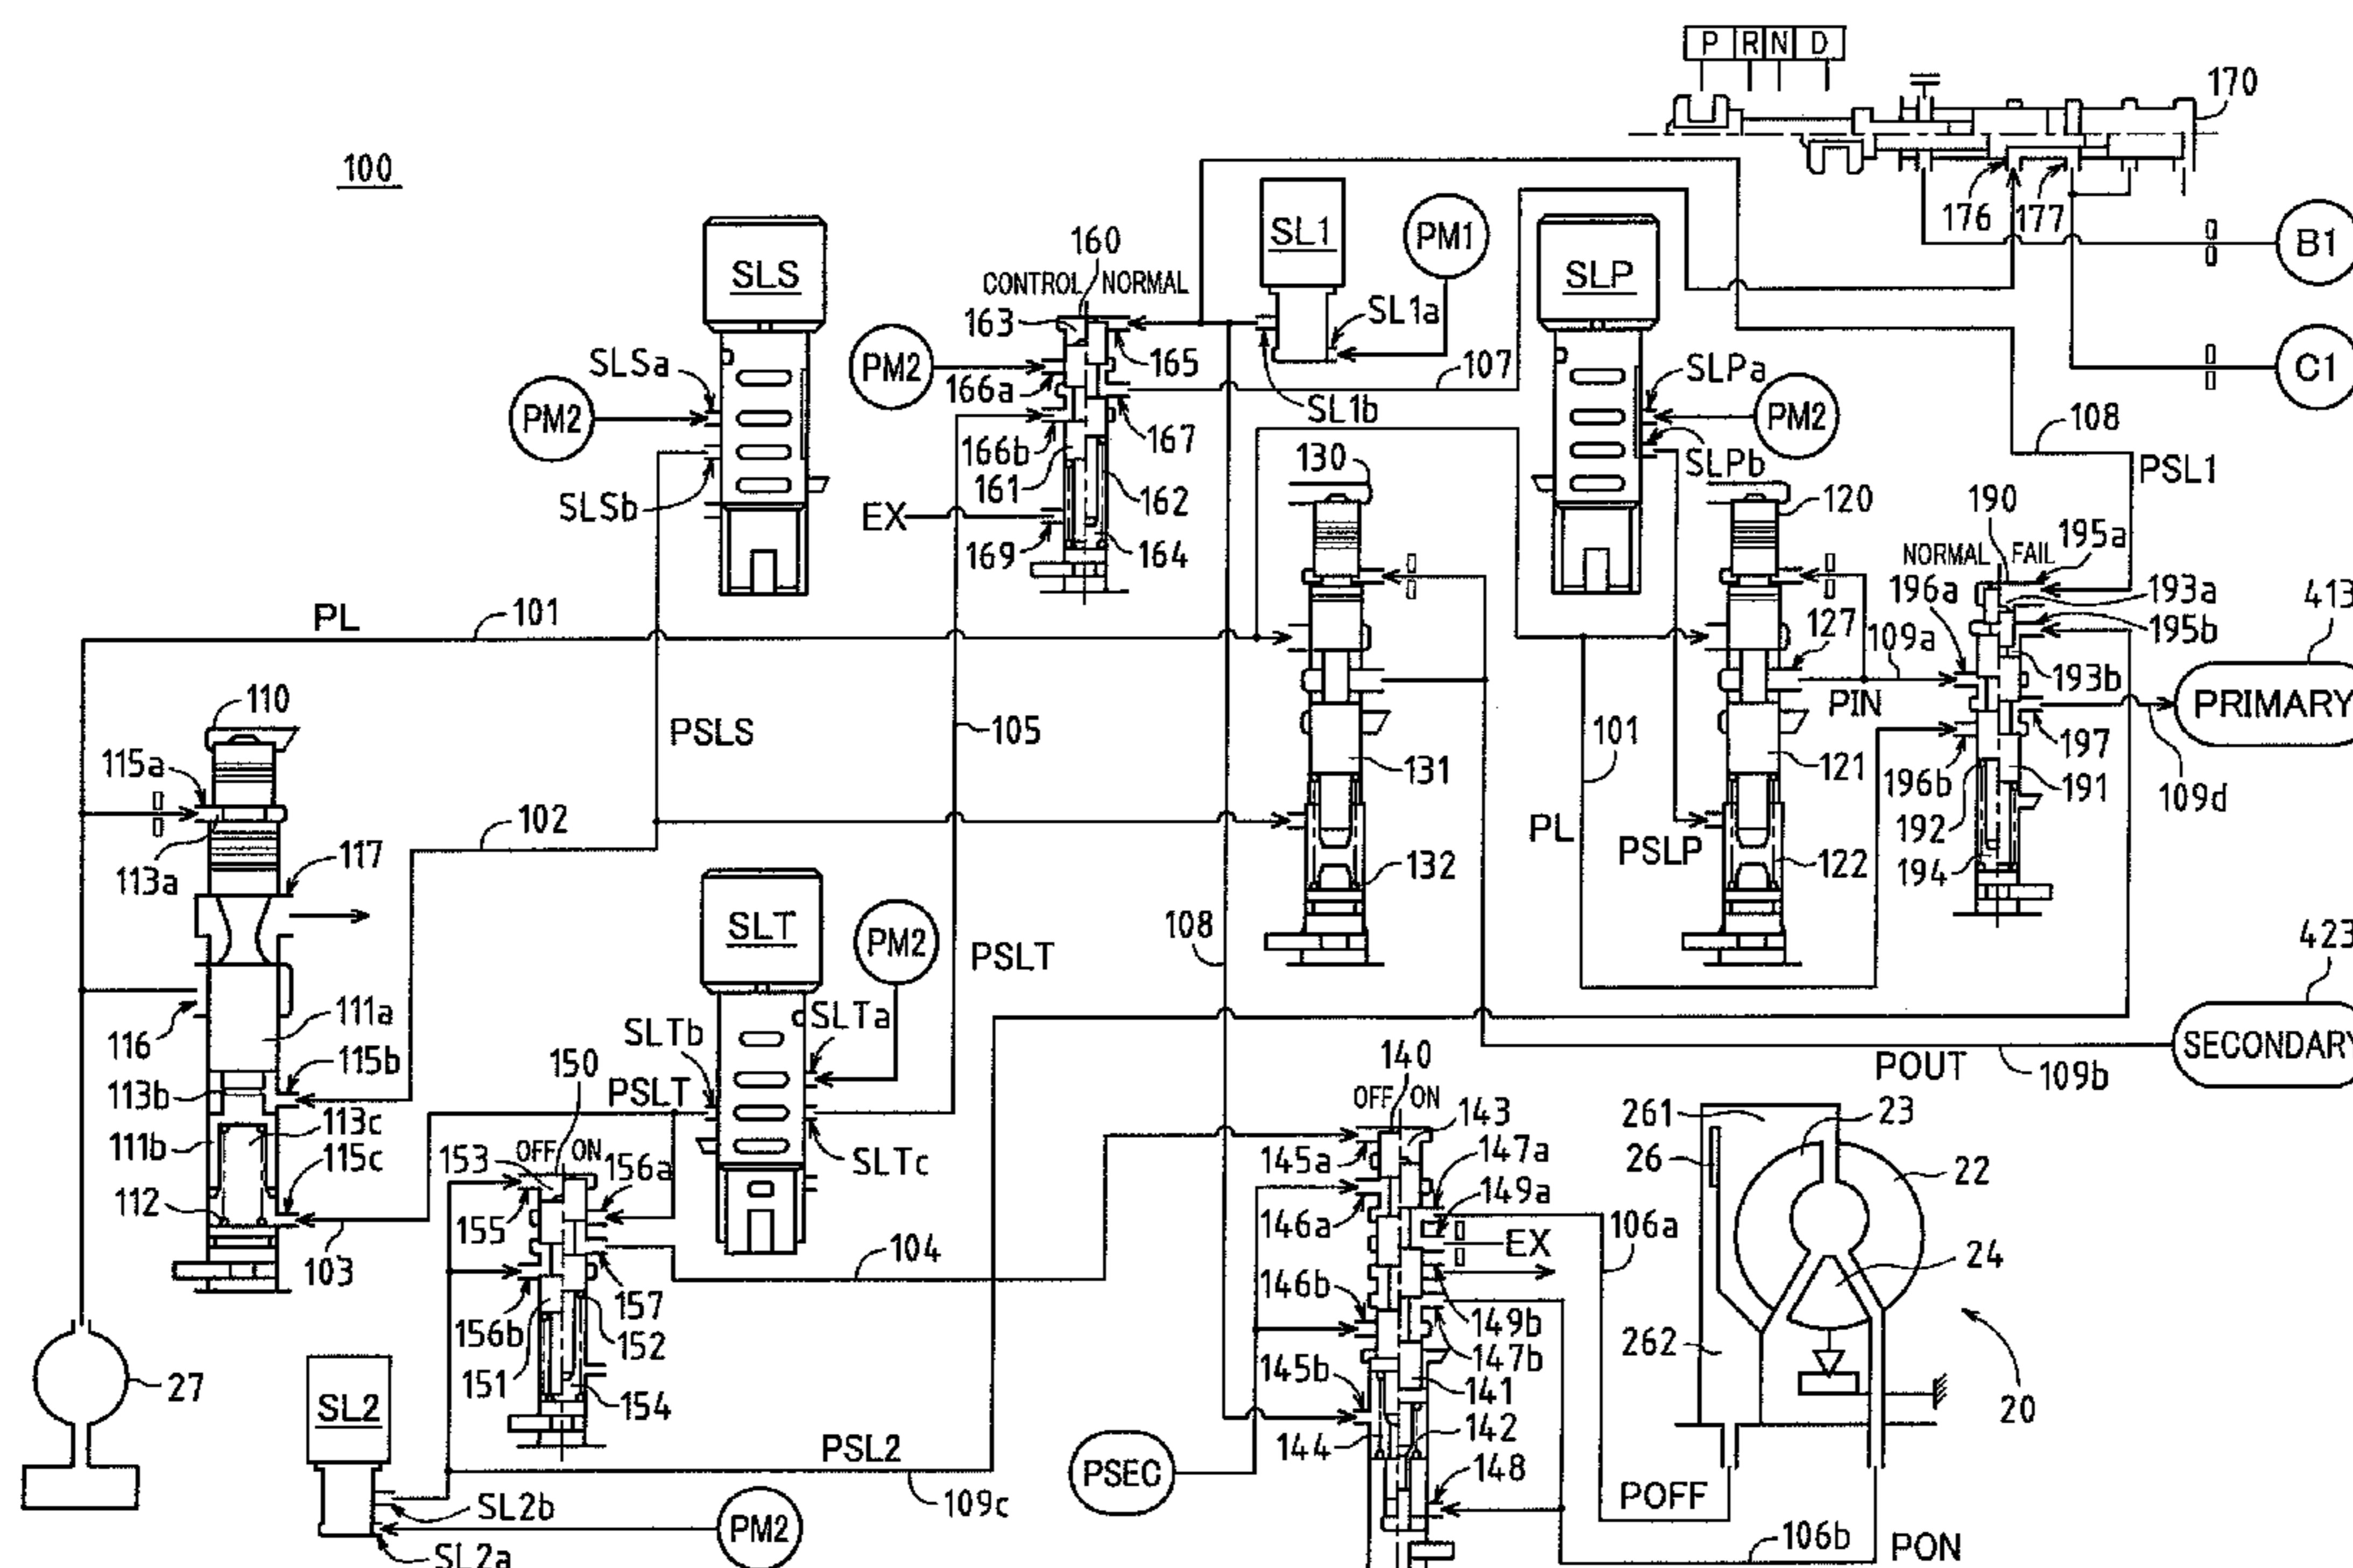 P R N D
170
100
176 177
B1
SL1
PM1
160
CONTROL NORMAL
SLS
SLP
163
SL1a
165
PM2
SLSa
166a
107
SLPa
C1
PM2
SL1b
PM2
167
108
166b
SLPb
PSL1
SLSb
161
130
162
120
190
195a
EX
169
164
NORMAL FAIL
196a
193a
413
PL
101
127
109a
195b
193b
PRIMARY
110
PIN
PSLS
105
101
197
115a
131
121
196b
191
109d
102
PL
192
117
PSLP
113a
132
122
194
SLT
PM2
108
423
PSLT
111a
SLTb
SLTa
116
115b
150
140
SECONDARY
PSLT
POUT
109b
113b
OFF ON
143
261
23
113c
111b
OFF ON
156a
147a
26
22
115c
153
SLTc
145a
149a
112
155
146a
106a
EX
103
104
24
157
146b
156b
149b
152
147b
262
27
151
145b
141
154
20
SL2
142
PSL2
144
PSEC
148
SL2b
109c
POFF
PM2
SL2a
106b
PON